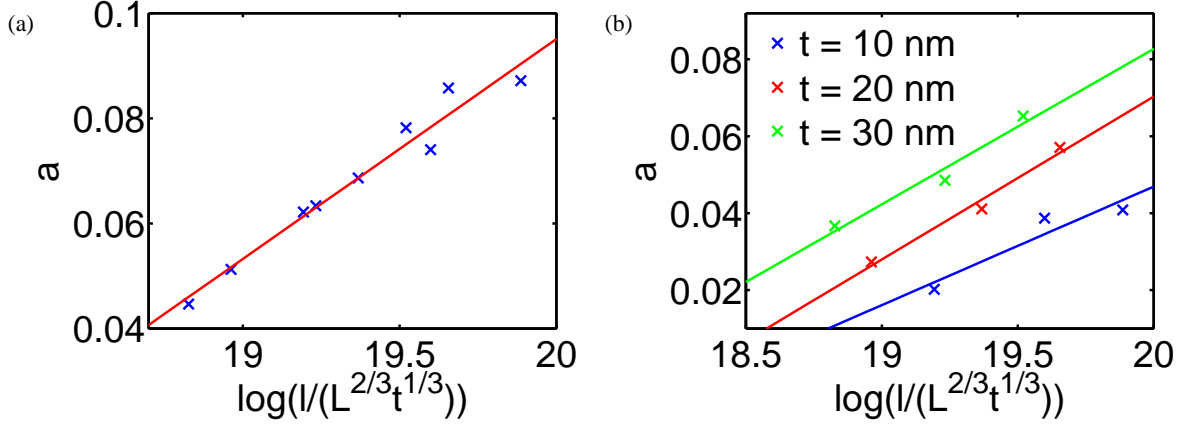 (a)
0.1
0.08
0.06
0.04
a
19
19.5
20
log(l/(L^{2/3}t^{1/3}))
(b)
t = 10 nm
t = 20 nm
t = 30 nm
0.08
0.06
0.04
0.02
a
18.5
19
19.5
20
log(l/(L^{2/3}t^{1/3}))